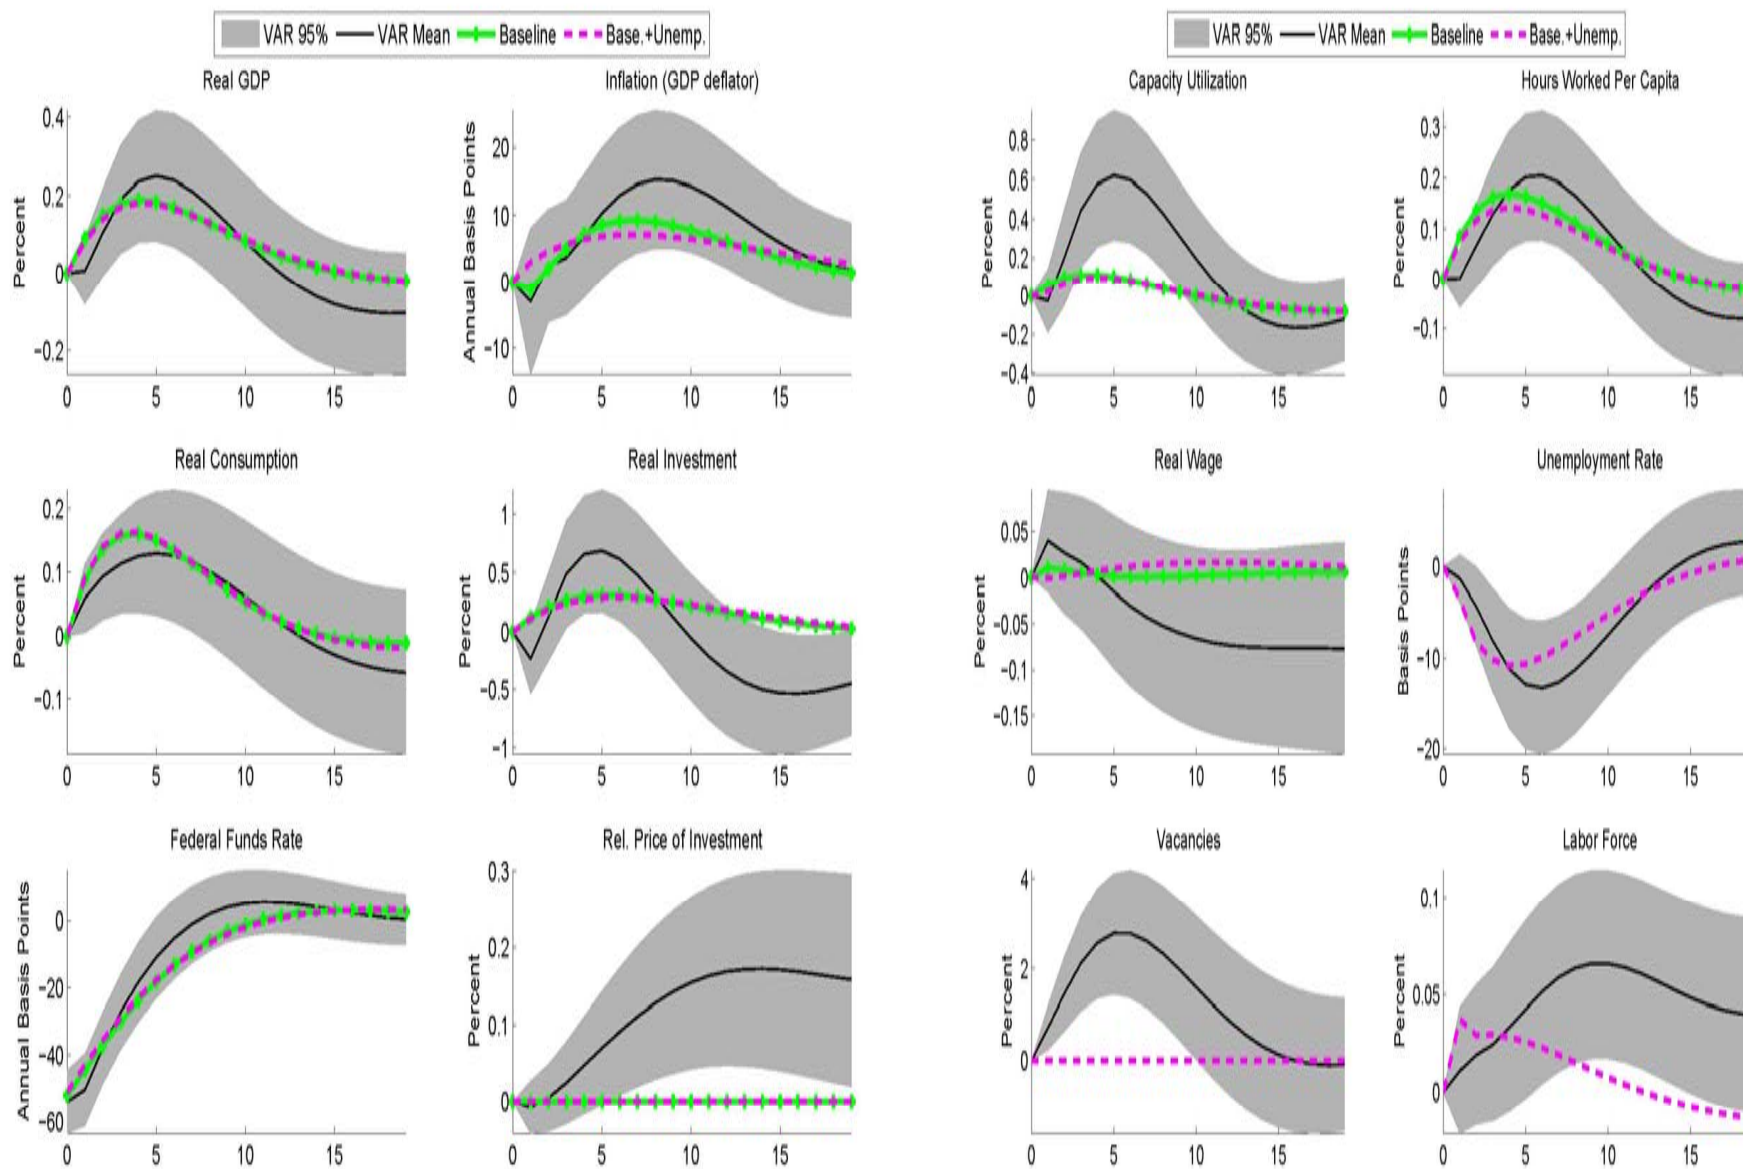 VAR 95% VAR Mean Baseline Base.+Unemp.
VAR 95% VAR Mean Baseline Base.+Unemp.
Real GDP
Percent
0.4
0.2
0
−0.2
0 5 10 15
Inflation (GDP deflator)
Annual Basis Points
20
10
0
−10
0 5 10 15
Capacity Utilization
Percent
0.8
0.6
0.4
0.2
0
−0.2
−0.4
0 5 10 15
Hours Worked Per Capita
Percent
0.3
0.2
0.1
0
−0.1
0 5 10 15
Real Consumption
Percent
0.2
0.1
0
−0.1
0 5 10 15
Real Investment
Percent
1
0.5
0
−0.5
−1
0 5 10 15
Real Wage
Percent
0.05
0
−0.05
−0.1
−0.15
0 5 10 15
Unemployment Rate
Basis Points
0
−10
−20
0 5 10 15
Federal Funds Rate
Annual Basis Points
0
−20
−40
−60
0 5 10 15
Rel. Price of Investment
Percent
0.3
0.2
0.1
0
0 5 10 15
Vacancies
Percent
4
2
0
0 5 10 15
Labor Force
Percent
0.1
0.05
0
0 5 10 15